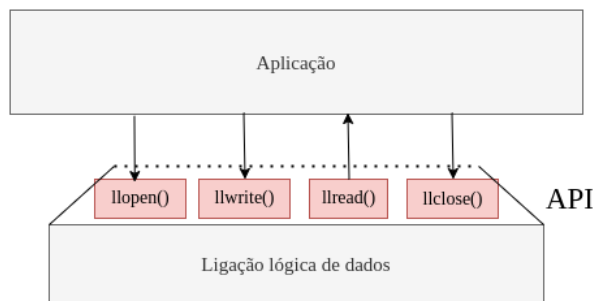 Aplicação
llopen()
llwrite()
llread()
llclose()
API
Ligação lógica de dados